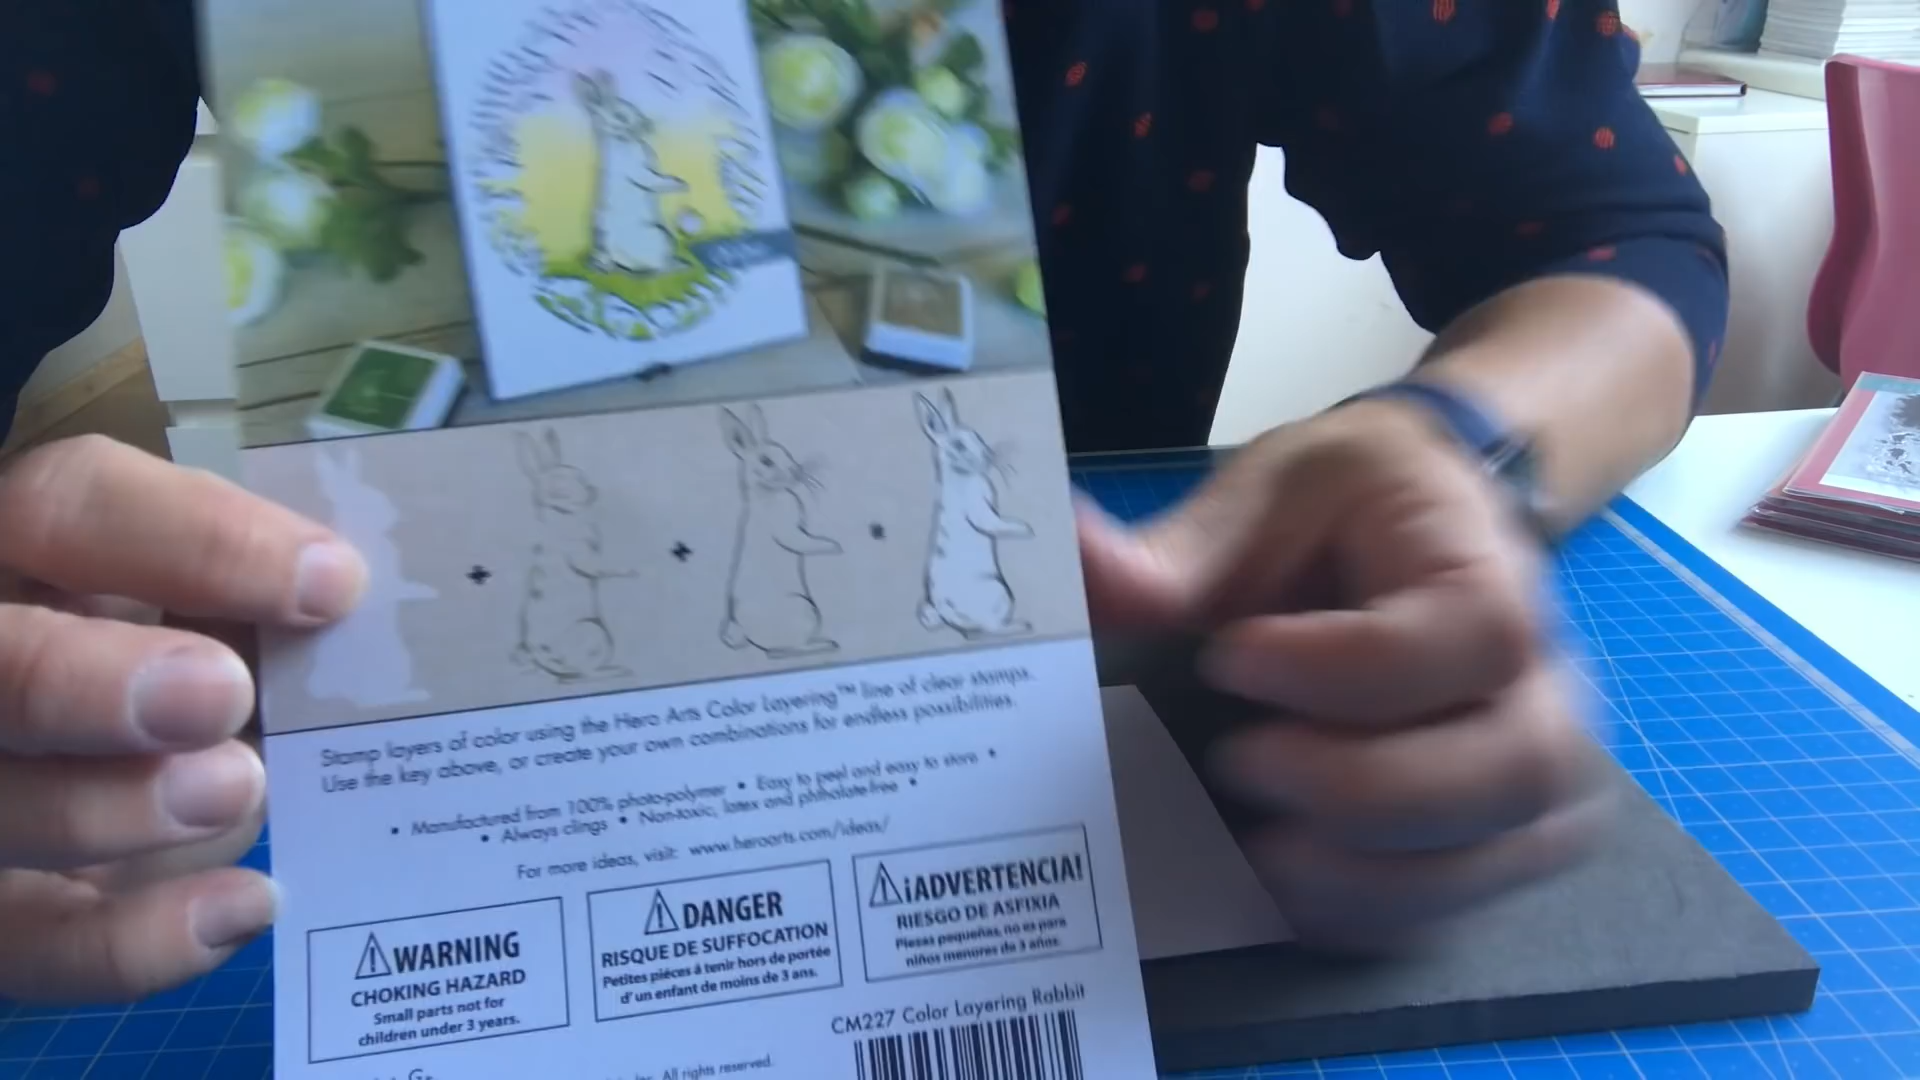 Stamp layers of color using the Hero Arts Color Layering™ line of clear stamps.
Use the key above, or create your own combinations for endless possibilities.
• Manufactured from 100% photo-polymer • Easy to peel and easy to store •
• Always clings • Non-toxic, latex and phthalate-free •
For more ideas, visit: www.heroarts.com/ideas/
WARNING
CHOKING HAZARD
Small parts not for
children under 3 years.
DANGER
RISQUE DE SUFFOCATION
Petites pièces à tenir hors de portée
d' un enfant de moins de 3 ans.
¡ADVERTENCIA!
RIESGO DE ASFIXIA
Piezas pequeñas, no es para
niños menores de 3 años.
CM227 Color Layering Rabbit
All rights reserved.